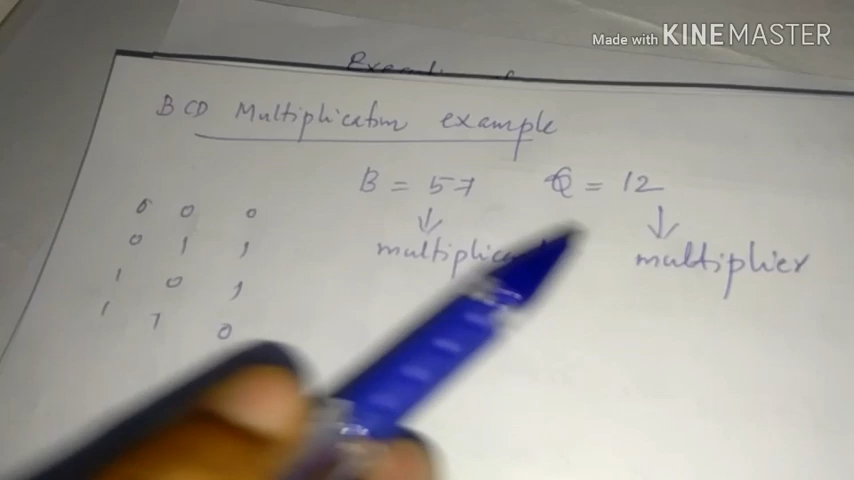 Made with KINEMASTER
BCD Multiplication example
B = 57 Q = 12
multiplier
0 0 0
0 1 1
1 0 1
1 1 0